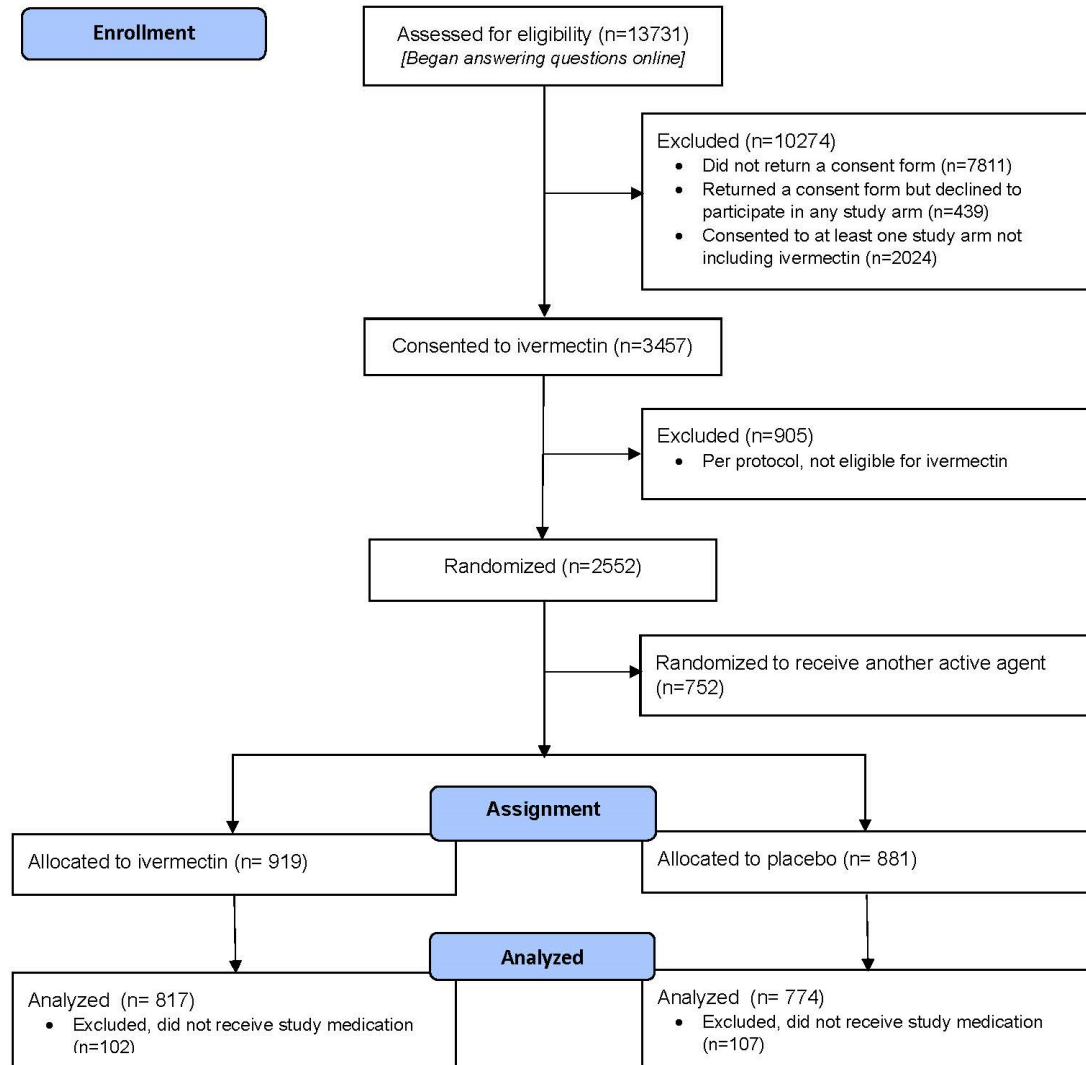 Enrollment
Assessed for eligibility (n=13731)
[Began answering questions online]
Excluded (n=10274)
• Did not return a consent form (n=7811)
• Returned a consent form but declined to
participate in any study arm (n=439)
• Consented to at least one study arm not
including ivermectin (n=2024)
Consented to ivermectin (n=3457)
Excluded (n=905)
• Per protocol, not eligible for ivermectin
Randomized (n=2552)
Randomized to receive another active agent
(n=752)
Assignment
Allocated to ivermectin (n= 919)
Allocated to placebo (n= 881)
Analyzed
Analyzed (n= 817)
• Excluded, did not receive study medication
(n=102)
Analyzed (n= 774)
• Excluded, did not receive study medication
(n=107)